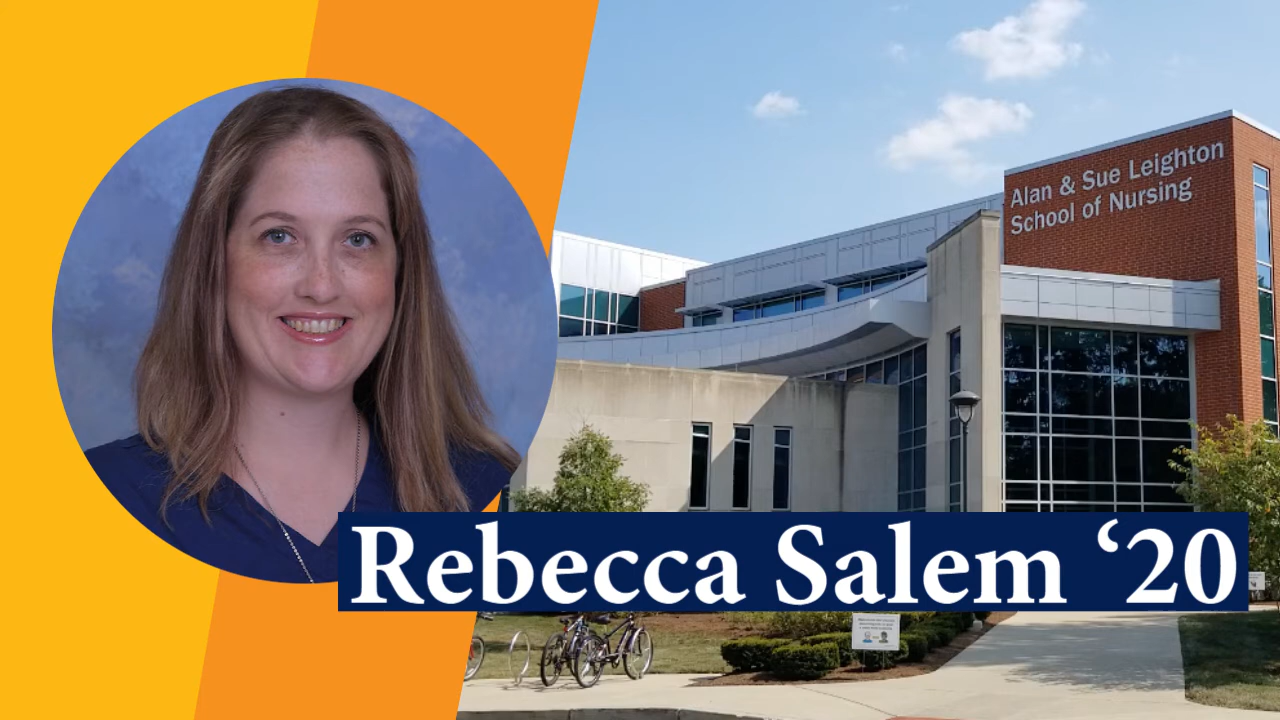 Alan & Sue Leighton
School of Nursing
Rebecca Salem ‘20